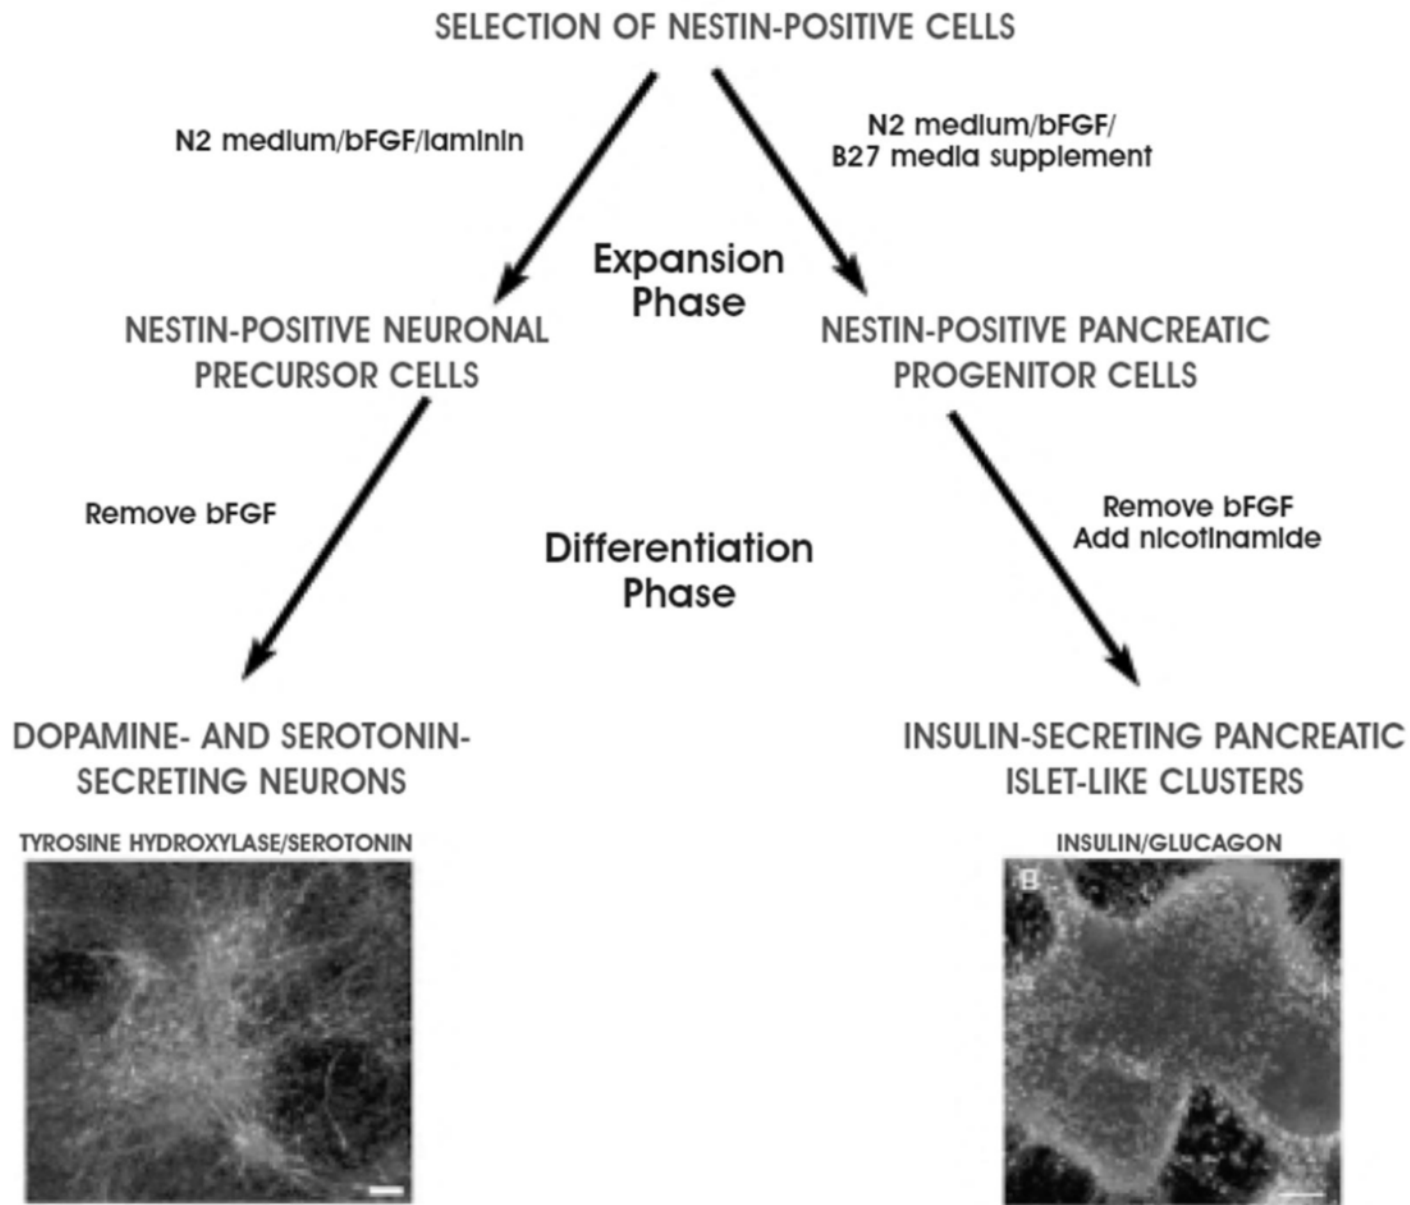 SELECTION OF NESTIN-POSITIVE CELLS
N2 medium/bFGF/laminin
N2 medium/bFGF/
B27 media supplement
Expansion
Phase
NESTIN-POSITIVE NEURONAL
PRECURSOR CELLS
NESTIN-POSITIVE PANCREATIC
PROGENITOR CELLS
Remove bFGF
Remove bFGF
Add nicotinamide
Differentiation
Phase
DOPAMINE- AND SEROTONIN-
SECRETING NEURONS
INSULIN-SECRETING PANCREATIC
ISLET-LIKE CLUSTERS
TYROSINE HYDROXYLASE/SEROTONIN
INSULIN/GLUCAGON